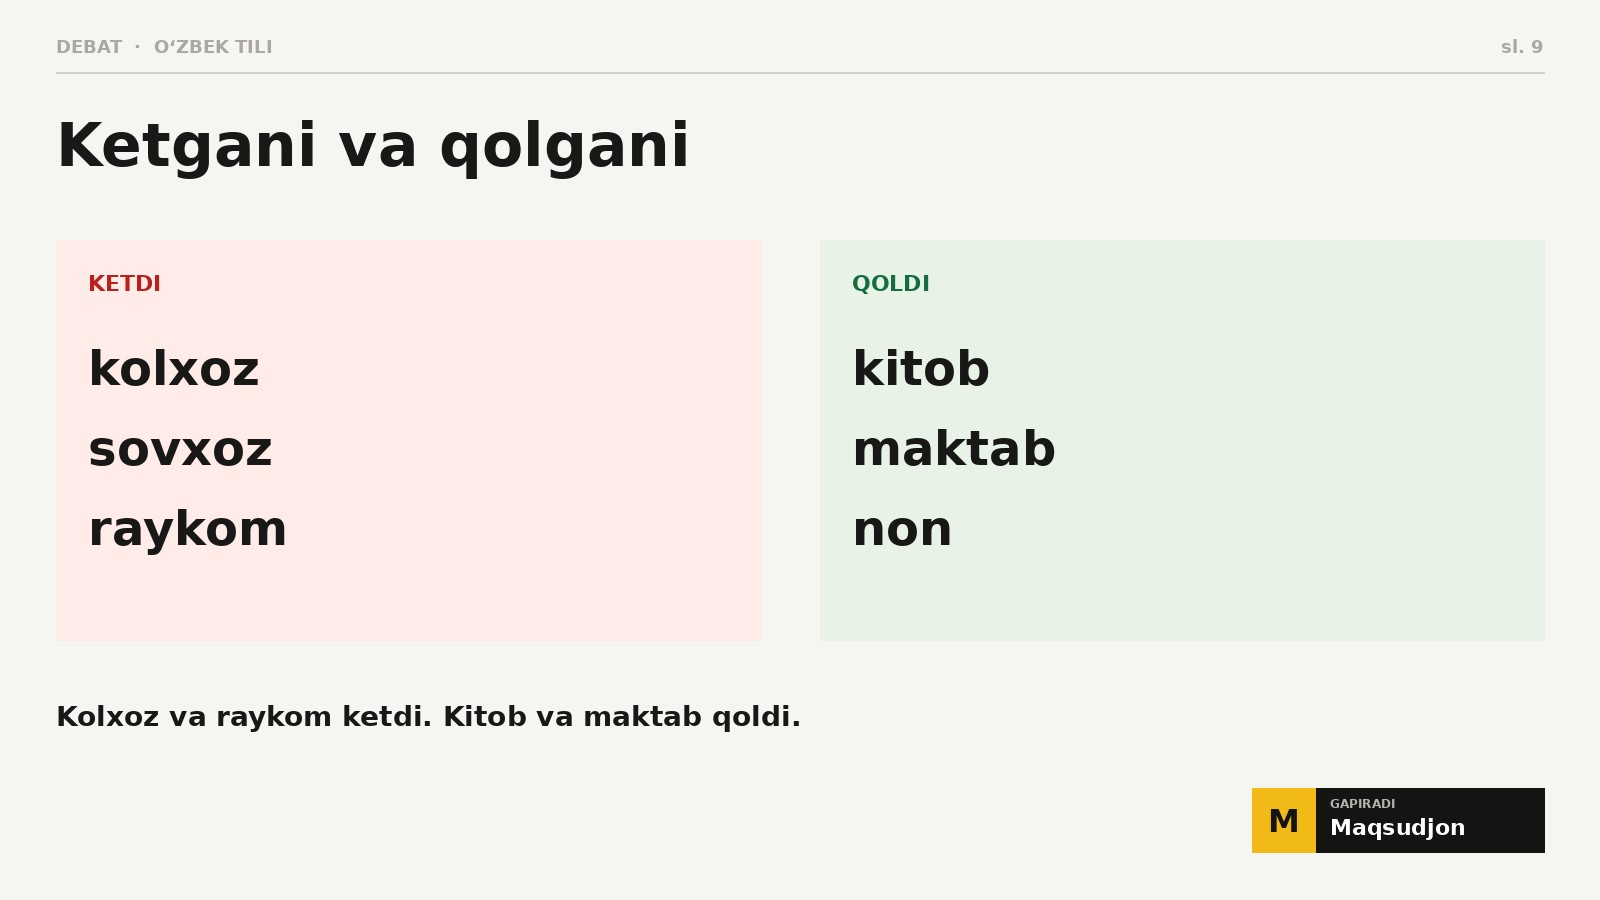 DEBAT · O‘ZBEK TILI
sl. 9
Ketgani va qolgani
KETDI
kolxoz
sovxoz
raykom
QOLDI
kitob
maktab
non
Kolxoz va raykom ketdi. Kitob va maktab qoldi.
M
GAPIRADI
Maqsudjon